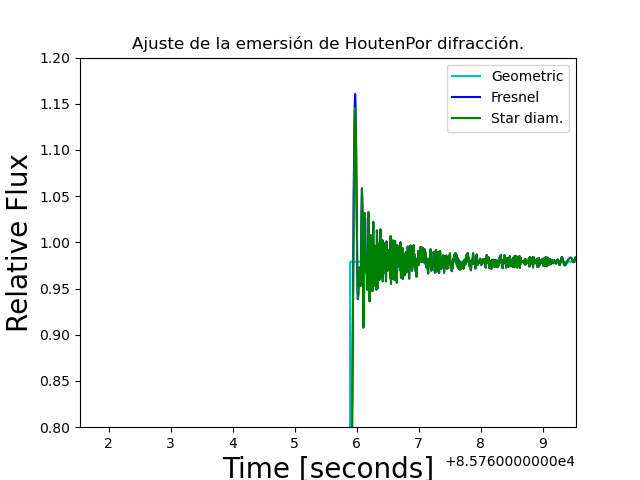 Ajuste de la emersión de HoutenPor difracción.
Geometric
Fresnel
Star diam.
Relative Flux
1.20
1.15
1.10
1.05
1.00
0.95
0.90
0.85
0.80
2 3 4 5 6 7 8 9
Time [seconds]
+8.5760000000e4